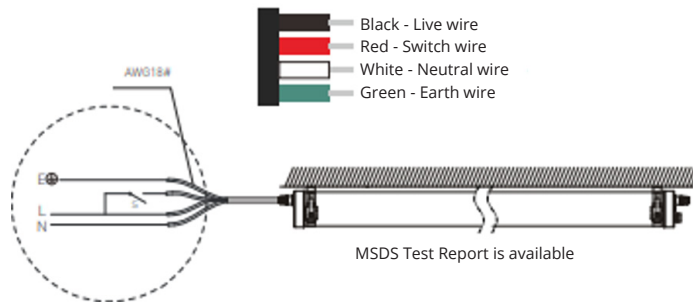 Black - Live wire
Red - Switch wire
White - Neutral wire
Green - Earth wire
AWG18#
E
S
L
N
MSDS Test Report is available